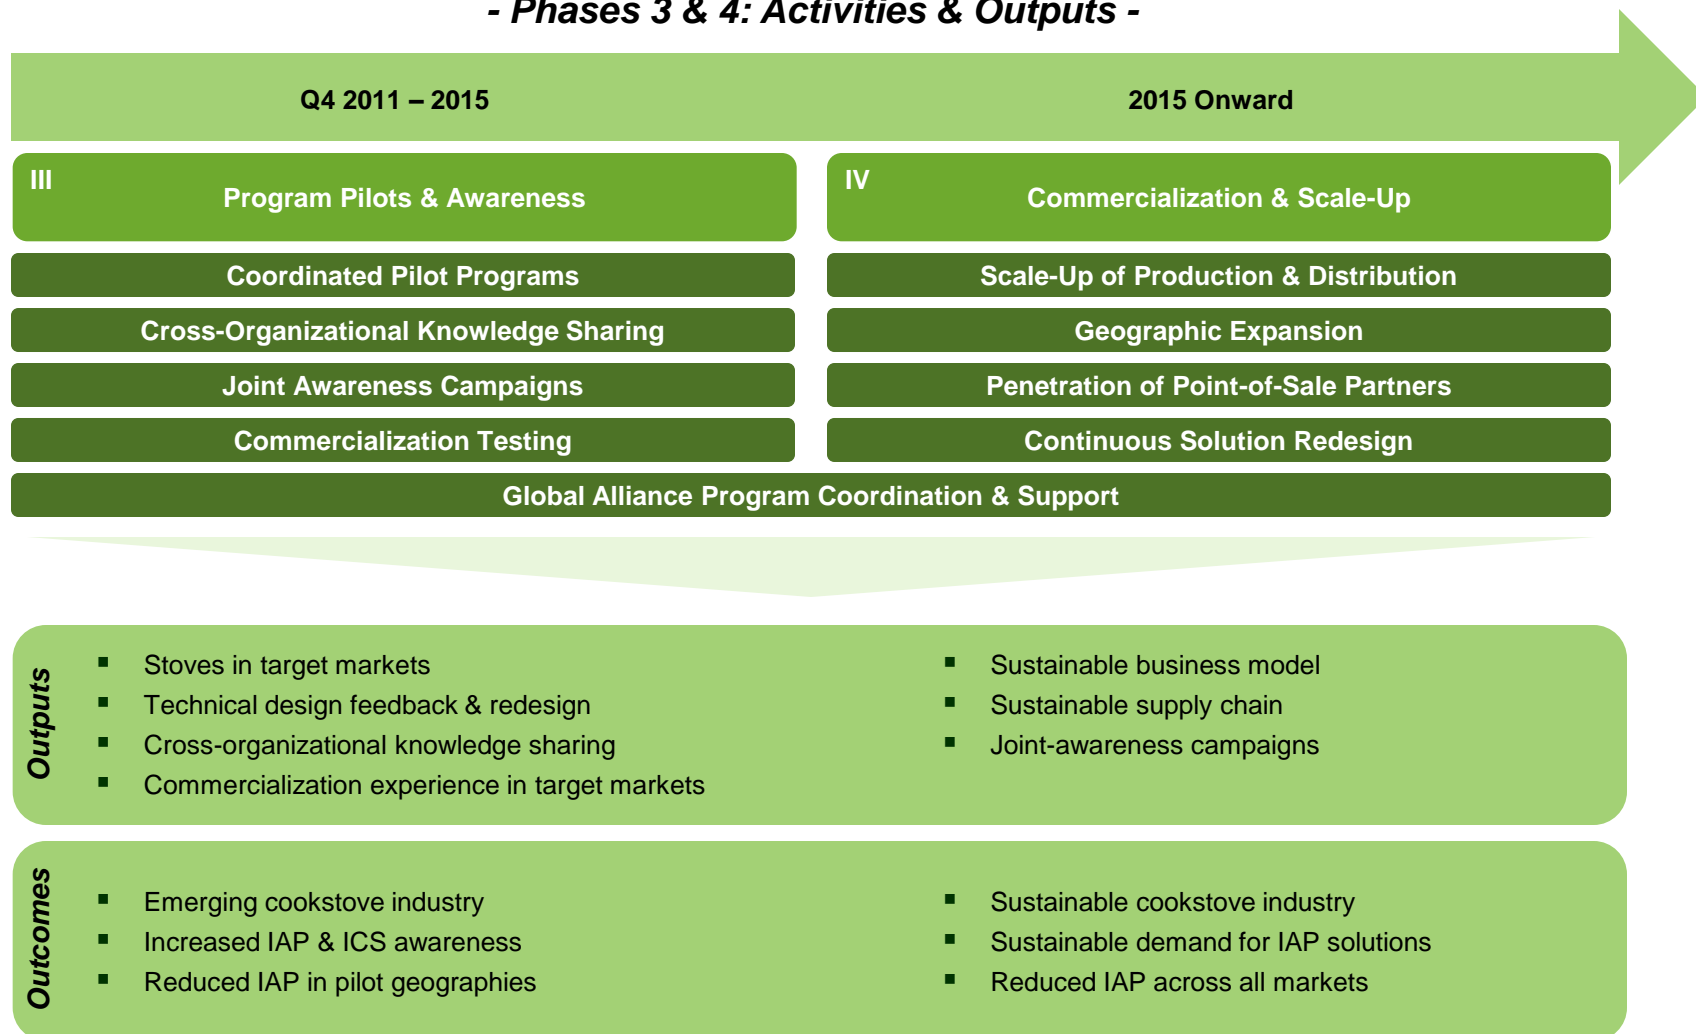 - Phases 3 & 4: Activities & Outputs -
Q4 2011 – 2015
2015 Onward
III
Program Pilots & Awareness
IV
Commercialization & Scale-Up
Coordinated Pilot Programs
Scale-Up of Production & Distribution
Cross-Organizational Knowledge Sharing
Geographic Expansion
Joint Awareness Campaigns
Penetration of Point-of-Sale Partners
Commercialization Testing
Continuous Solution Redesign
Global Alliance Program Coordination & Support
Outputs
▪ Stoves in target markets
▪ Technical design feedback & redesign
▪ Cross-organizational knowledge sharing
▪ Commercialization experience in target markets
▪ Sustainable business model
▪ Sustainable supply chain
▪ Joint-awareness campaigns
Outcomes
▪ Emerging cookstove industry
▪ Increased IAP & ICS awareness
▪ Reduced IAP in pilot geographies
▪ Sustainable cookstove industry
▪ Sustainable demand for IAP solutions
▪ Reduced IAP across all markets